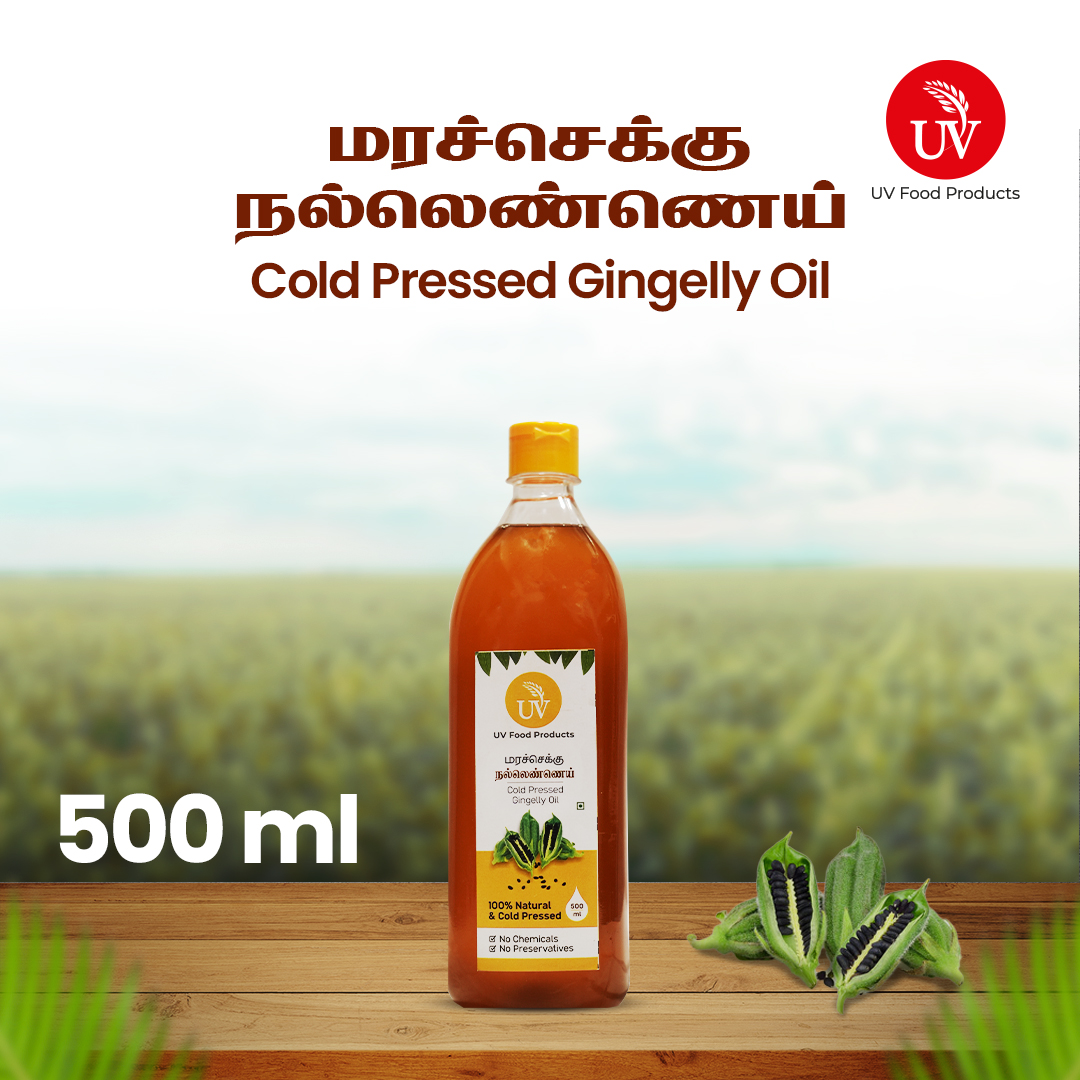 மரச்செக்கு
நல்லெண்ணெய்
Cold Pressed Gingelly Oil
UV
UV Food Products
500 ml
UV
UV Food Products
மரச்செக்கு
நல்லெண்ணெய்
Cold Pressed
Gingelly Oil
100% Natural
& Cold Pressed
500
ml
No Chemicals
No Preservatives